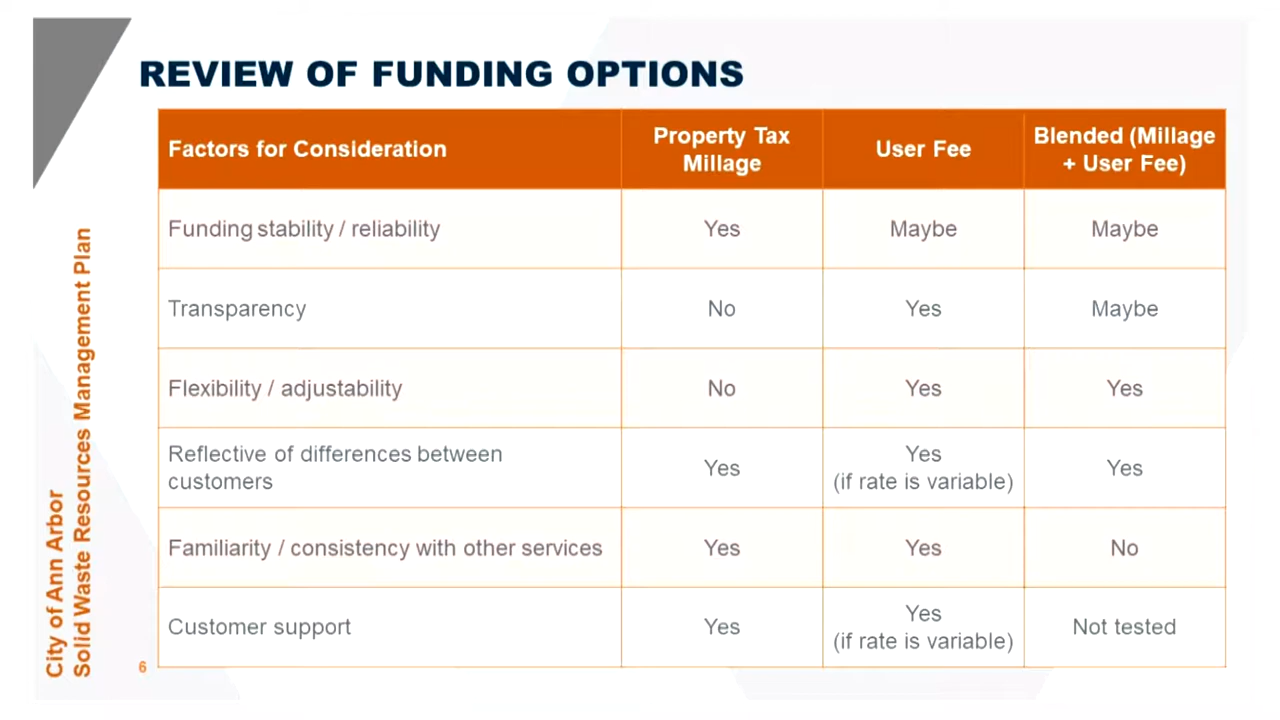 REVIEW OF FUNDING OPTIONS
Factors for Consideration
Property Tax
Millage
User Fee
Blended (Millage
+ User Fee)
Funding stability / reliability
Yes
Maybe
Maybe
Transparency
No
Yes
Maybe
Flexibility / adjustability
No
Yes
Yes
Reflective of differences between
customers
Yes
Yes
(if rate is variable)
Yes
Familiarity / consistency with other services
Yes
Yes
No
Customer support
Yes
Yes
(if rate is variable)
Not tested
City of Ann Arbor
Solid Waste Resources Management Plan
6